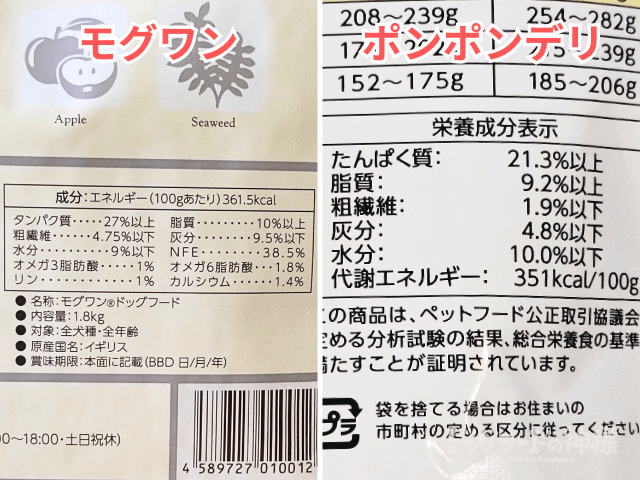 モグワン
Apple
Seaweed
成分:エネルギー(100gあたり)361.5kcal
タンパク質・・・・・27%以上 脂質・・・・・・・・10%以上
粗繊維・・・・4.75%以下 灰分・・・・・・・9.5%以下
水分・・・・・・・・・・9%以下 NFE・・・・・・・・38.5%
オメガ3脂肪酸・・・・1% オメガ6脂肪酸・・・1.8%
リン・・・・・・・・・・・・1% カルシウム・・・・・1.4%
● 名称:モグワン®ドッグフード
● 内容量:1.8kg
● 対象:全犬種・全年齢
● 原産国名:イギリス
● 賞味期限:本面に記載(BBD 日/月/年)
00~18:00・土日祝休)
4 589727 010012
ポンポンデリ
208~239g 254~282g
239g
152~175g 185~206g
栄養成分表示
たんぱく質: 21.3%以上
脂質: 9.2%以上
粗繊維: 1.9%以下
灰分: 4.8%以下
水分: 10.0%以下
代謝エネルギー: 351kcal/100g
この商品は、ペットフード公正取引協議会
定める分析試験の結果、総合栄養食の基準
満たすことが証明されています。
プラ
袋を捨てる場合はお住まいの
市町村の定める区分に従ってください